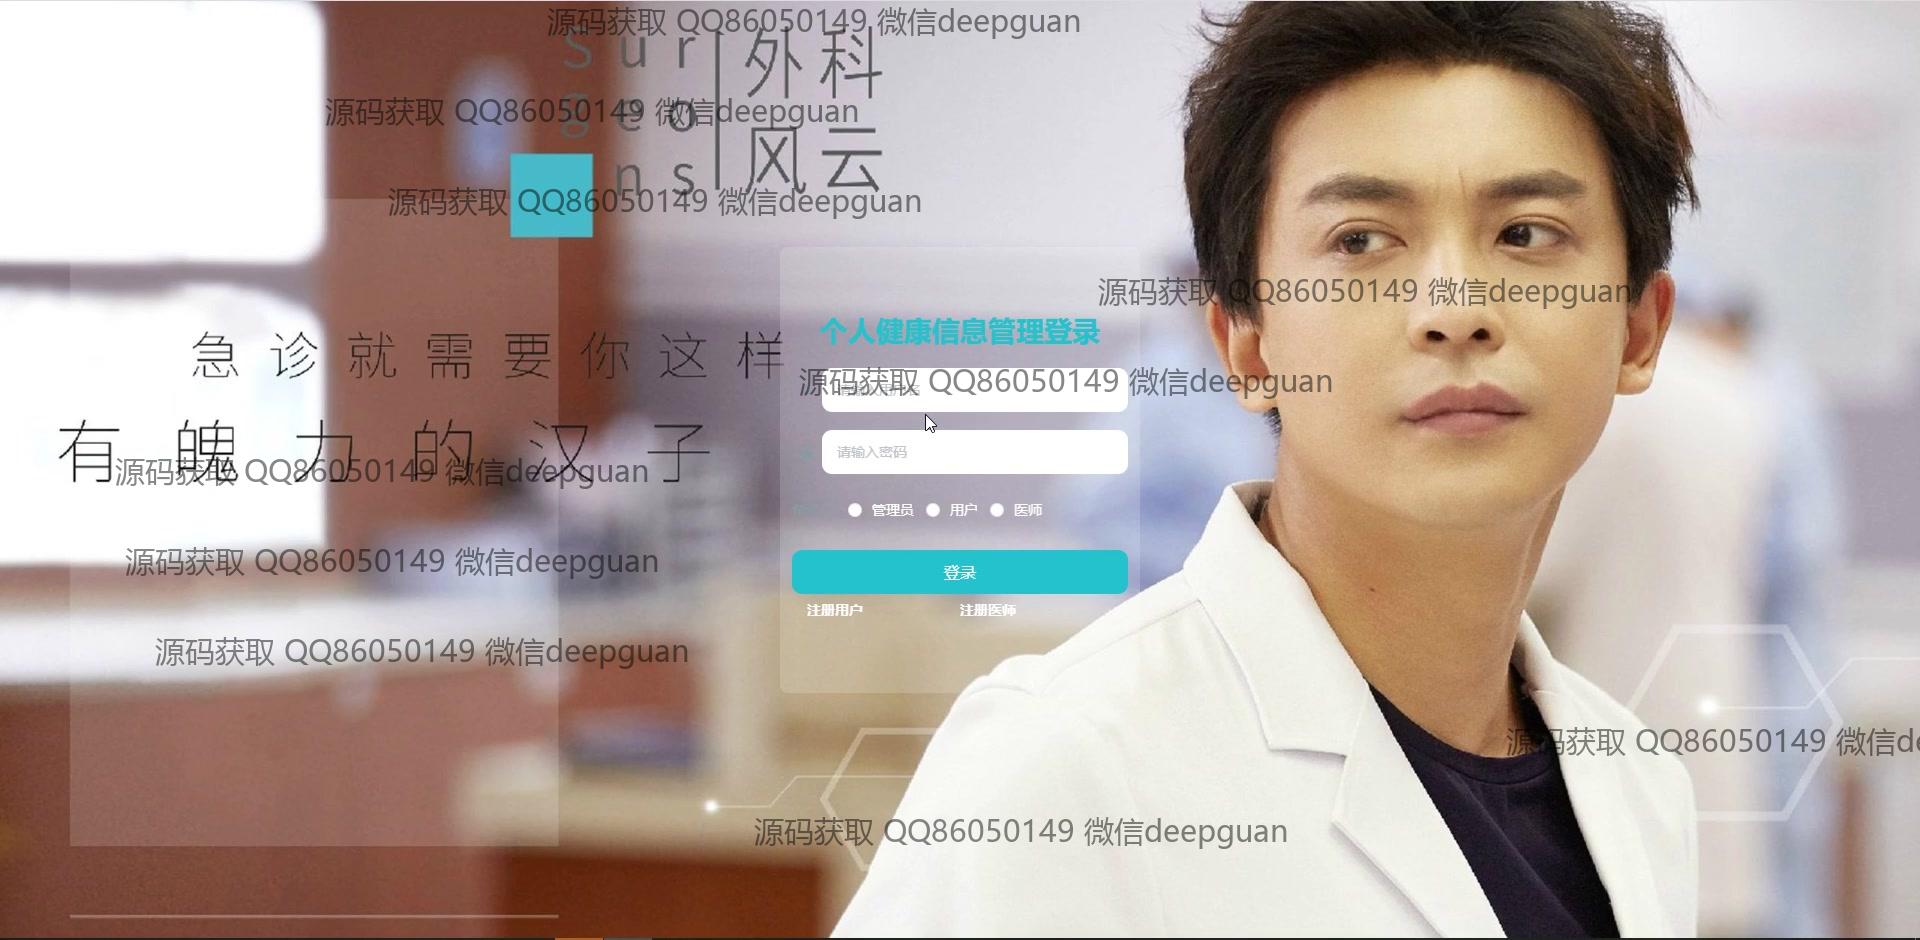 源码获取 QQ86050149 微信deepguan
Sur
外科
源码获取 QQ86050149 微信deepguan
geo
风云
ns
源码获取 QQ86050149 微信deepguan
源码获取 QQ86050149 微信deepguan
个人健康信息管理登录
急诊就需要你这样
源码获取 QQ86050149 微信deepguan
有魄力的汉子
请输入密码
源码获取 QQ86050149 微信deepguan
管理员 用户 医师
源码获取 QQ86050149 微信deepguan
登录
注册用户 注册医师
源码获取 QQ86050149 微信deepguan
源码获取 QQ86050149 微信de
源码获取 QQ86050149 微信deepguan